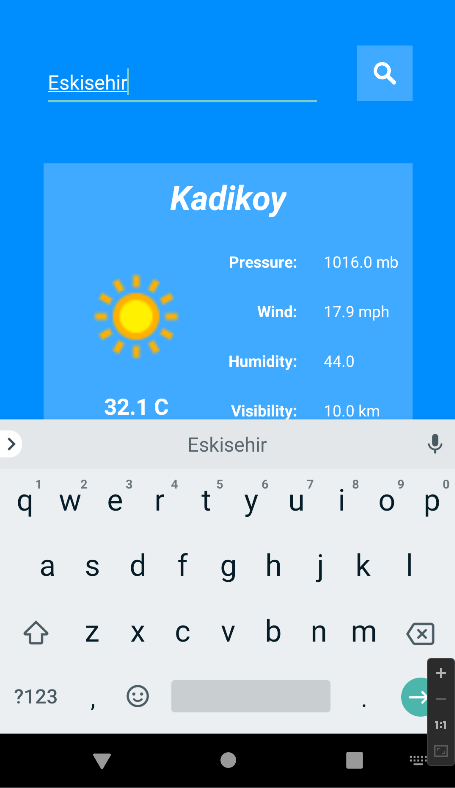 Eskisehir
Kadikoy
Pressure: 1016.0 mb
Wind: 17.9 mph
Humidity: 44.0
32.1 C Visibility: 10.0 km
Eskisehir
1 2 3 4 5 6 7 8 9 0
q w e r t y u i o p
a s d f g h j k l
z x c v b n m
?123 , .
1:1